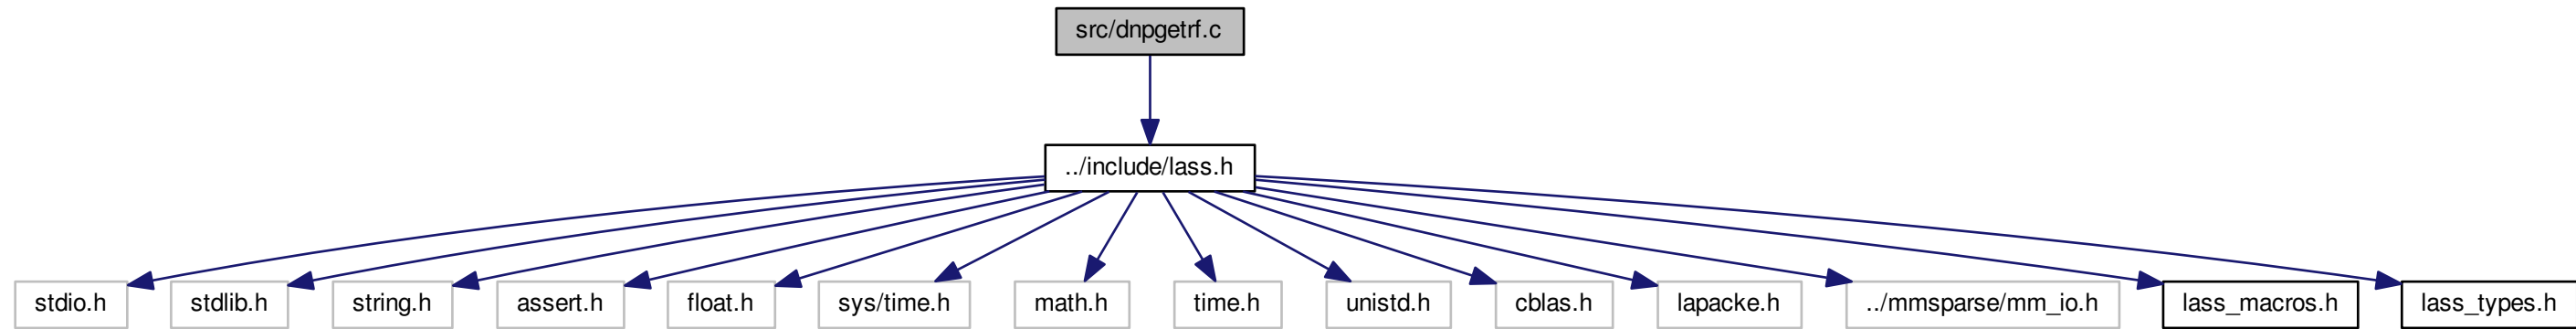 src/dnpgetrf.c
../include/lass.h
stdio.h
stdlib.h
string.h
assert.h
float.h
sys/time.h
math.h
time.h
unistd.h
cblas.h
lapacke.h
../mmsparse/mm_io.h
lass_macros.h
lass_types.h